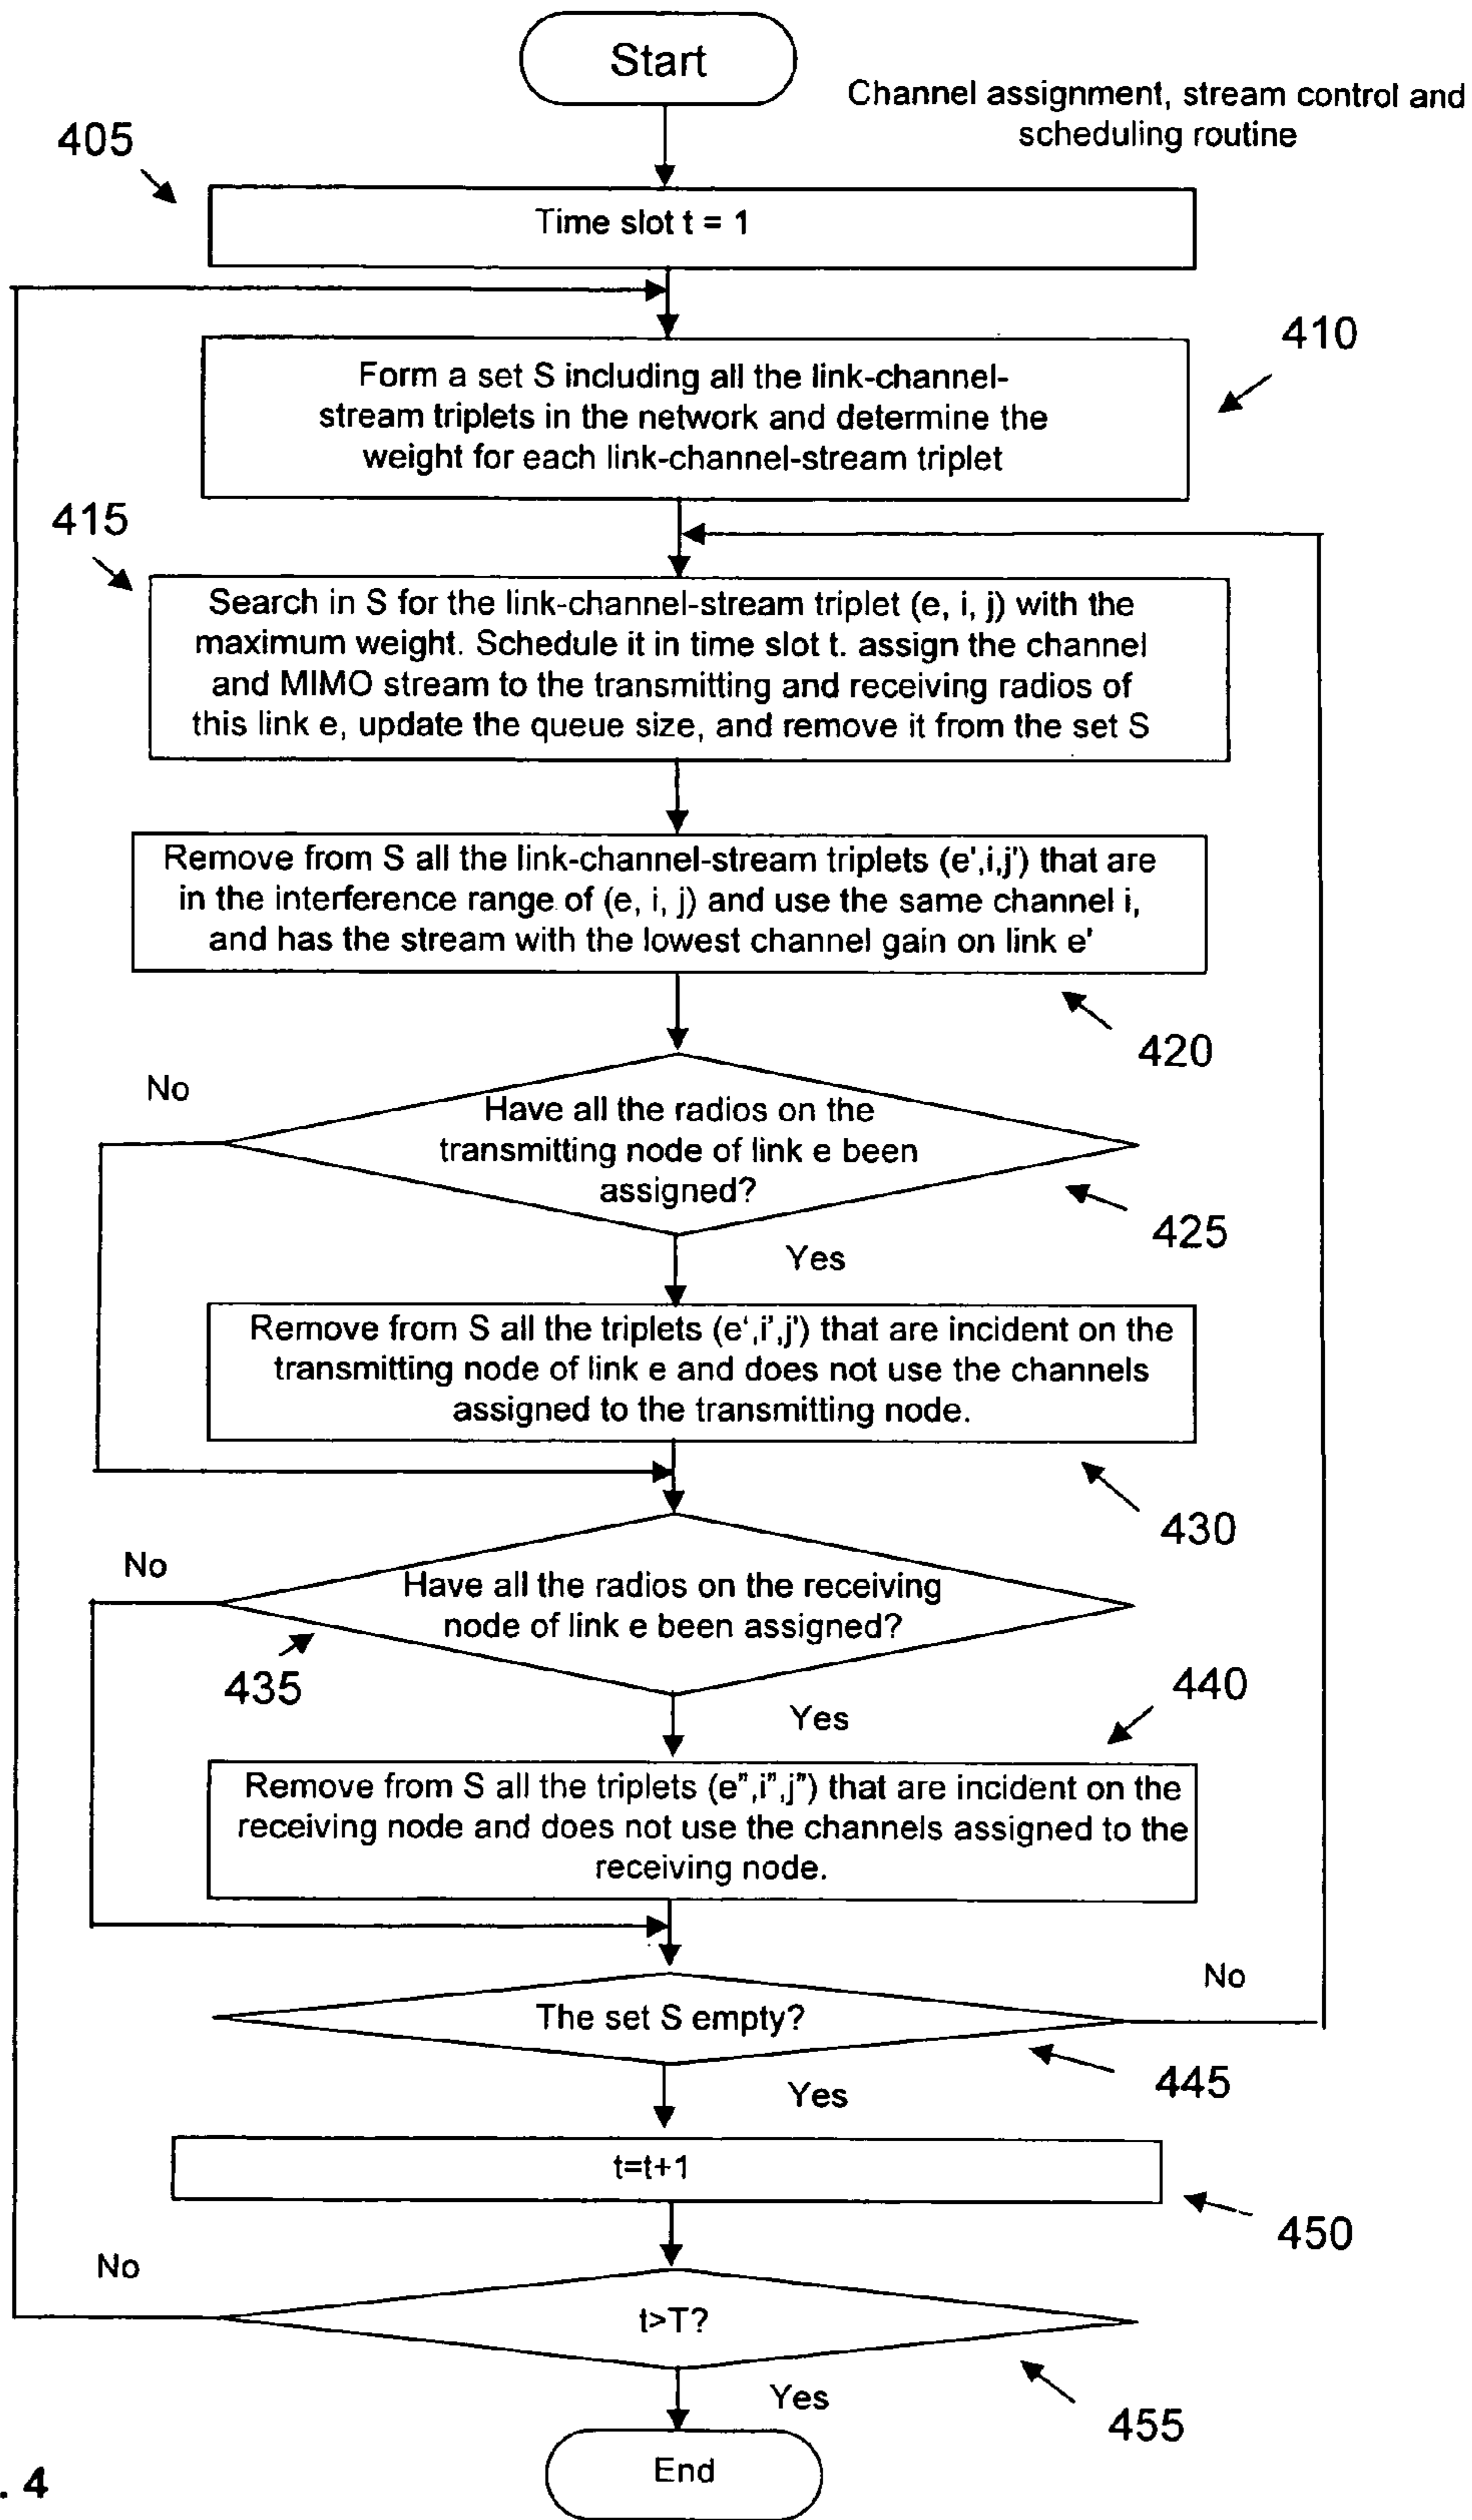 Start
Channel assignment, stream control and
scheduling routine
405
Time slot t = 1
410
Form a set S including all the link-channel-
stream triplets in the network and determine the
weight for each link-channel-stream triplet
415
Search in S for the link-channel-stream triplet (e, i, j) with the
maximum weight. Schedule it in time slot t. assign the channel
and MIMO stream to the transmitting and receiving radios of
this link e, update the queue size, and remove it from the set S
Remove from S all the link-channel-stream triplets (e',i,j') that are
in the interference range of (e, i, j) and use the same channel i,
and has the stream with the lowest channel gain on link e'
420
No
Have all the radios on the
transmitting node of link e been
assigned?
425
Yes
Remove from S all the triplets (e',i',j') that are incident on the
transmitting node of link e and does not use the channels
assigned to the transmitting node.
430
No
Have all the radios on the receiving
node of link e been assigned?
435
440
Yes
Remove from S all the triplets (e",i",j") that are incident on the
receiving node and does not use the channels assigned to the
receiving node.
No
The set S empty?
445
Yes
t=t+1
450
No
t>T?
Yes
455
End
. 4